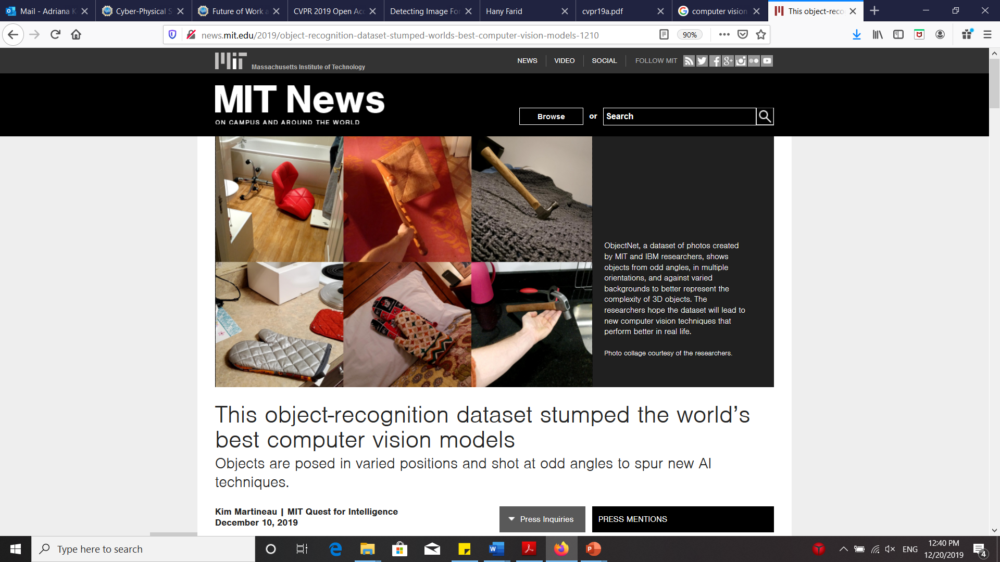 Mail - Adriana K
Cyber-Physical S
Future of Work a
CVPR 2019 Open Acc
Detecting Image For
Hany Farid
cvpr19a.pdf
computer vision
This object-reco
news.mit.edu/2019/object-recognition-dataset-stumped-worlds-best-computer-vision-models-1210
90%
MIT
Massachusetts Institute of Technology
NEWS
VIDEO
SOCIAL
FOLLOW MIT
MIT News
ON CAMPUS AND AROUND THE WORLD
Browse
or
Search
ObjectNet, a dataset of photos created
by MIT and IBM researchers, shows
objects from odd angles, in multiple
orientations, and against varied
backgrounds to better represent the
complexity of 3D objects. The
researchers hope the dataset will lead to
new computer vision techniques that
perform better in real life.
Photo collage courtesy of the researchers.
This object-recognition dataset stumped the world's
best computer vision models
Objects are posed in varied positions and shot at odd angles to spur new AI
techniques.
Kim Martineau | MIT Quest for Intelligence
December 10, 2019
Press Inquiries
PRESS MENTIONS
Type here to search
ENG
12:40 PM
12/20/2019
4